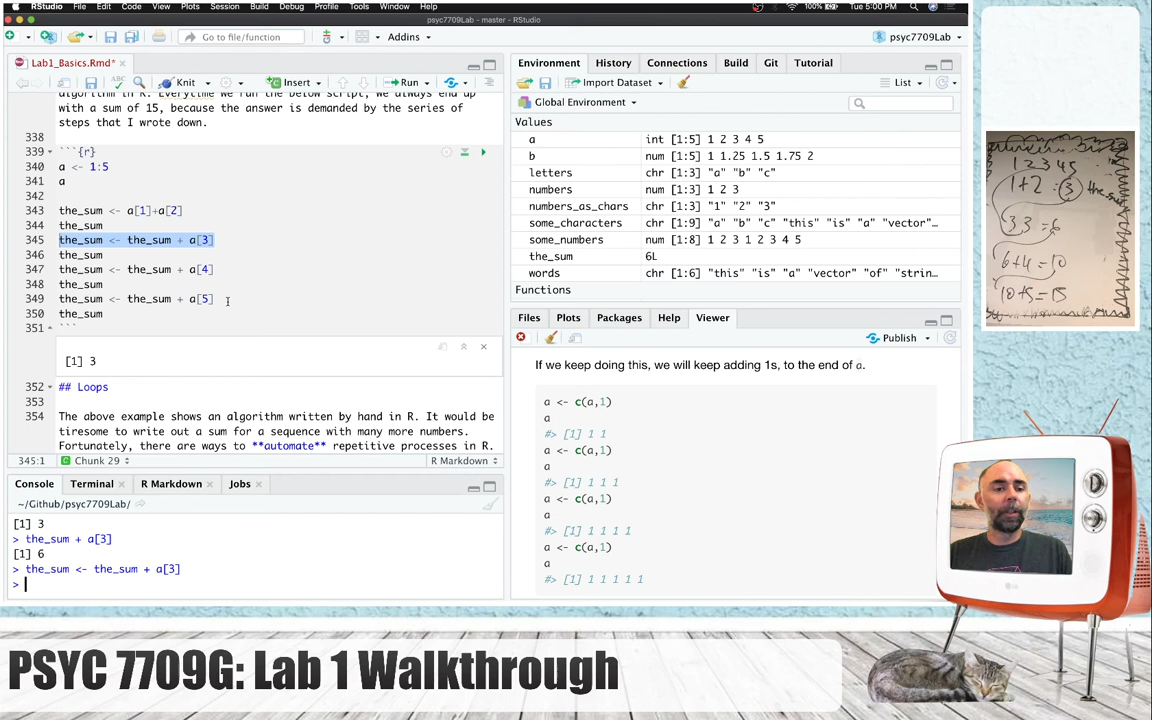 RStudio File Edit Code View Plots Session Build Debug Profile Tools Window Help 100% Tue 5:00 PM
psyc7709Lab - master - RStudio
Go to file/function Addins psyc7709Lab
Lab1_Basics.Rmd*
ABC Knit Insert Run
algorithm in R. Everytime we run the below script, we always end up
with a sum of 15, because the answer is demanded by the series of
steps that I wrote down.
338
339 ```{r}
340 a <- 1:5
341 a
342
343 the_sum <- a[1]+a[2]
344 the_sum
345 the_sum <- the_sum + a[3]
346 the_sum
347 the_sum <- the_sum + a[4]
348 the_sum
349 the_sum <- the_sum + a[5]
350 the_sum
351 ```
[1] 3
352 ## Loops
353
354 The above example shows an algorithm written by hand in R. It would be
tiresome to write out a sum for a sequence with many more numbers.
Fortunately, there are ways to **automate** repetitive processes in R.
345:1 Chunk 29 R Markdown
Console Terminal R Markdown Jobs
~/Github/psyc7709Lab/
[1] 3
> the_sum + a[3]
[1] 6
> the_sum <- the_sum + a[3]
>
Environment History Connections Build Git Tutorial
Import Dataset List
Global Environment
Values
a int [1:5] 1 2 3 4 5
b num [1:5] 1 1.25 1.5 1.75 2
letters chr [1:3] "a" "b" "c"
numbers num [1:3] 1 2 3
numbers_as_chars chr [1:3] "1" "2" "3"
some_characters chr [1:9] "a" "b" "c" "this" "is" "a" "vector"…
some_numbers num [1:8] 1 2 3 1 2 3 4 5
the_sum 6L
words chr [1:6] "this" "is" "a" "vector" "of" "strin…
Functions
Files Plots Packages Help Viewer
Publish
If we keep doing this, we will keep adding 1s, to the end of a.
a <- c(a,1)
a
#> [1] 1 1
a <- c(a,1)
a
#> [1] 1 1 1
a <- c(a,1)
a
#> [1] 1 1 1 1
a <- c(a,1)
a
#> [1] 1 1 1 1 1
1 2 3 4 5
1+2 = 3 the sum
3 3 = 6
6+4 = 10
10+5 = 15
LG
PSYC 7709G: Lab 1 Walkthrough